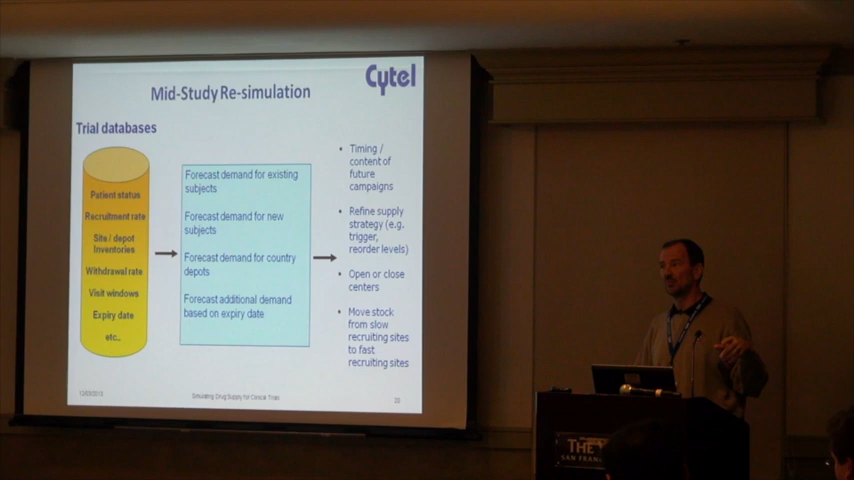 Cytel
Mid-Study Re-simulation
Trial databases
Patient status
Recruitment rate
Site / depot
Inventories
Withdrawal rate
Visit windows
Expiry date
etc..
Forecast demand for existing
subjects
Forecast demand for new
subjects
Forecast demand for country
depots
Forecast additional demand
based on expiry date
• Timing /
content of
future
campaigns
• Refine supply
strategy (e.g.
trigger,
reorder levels)
• Open or close
centers
• Move stock
from slow
recruiting sites
to fast
recruiting sites
Simulating Drug Supply for Clinical Trials
THE
SAN